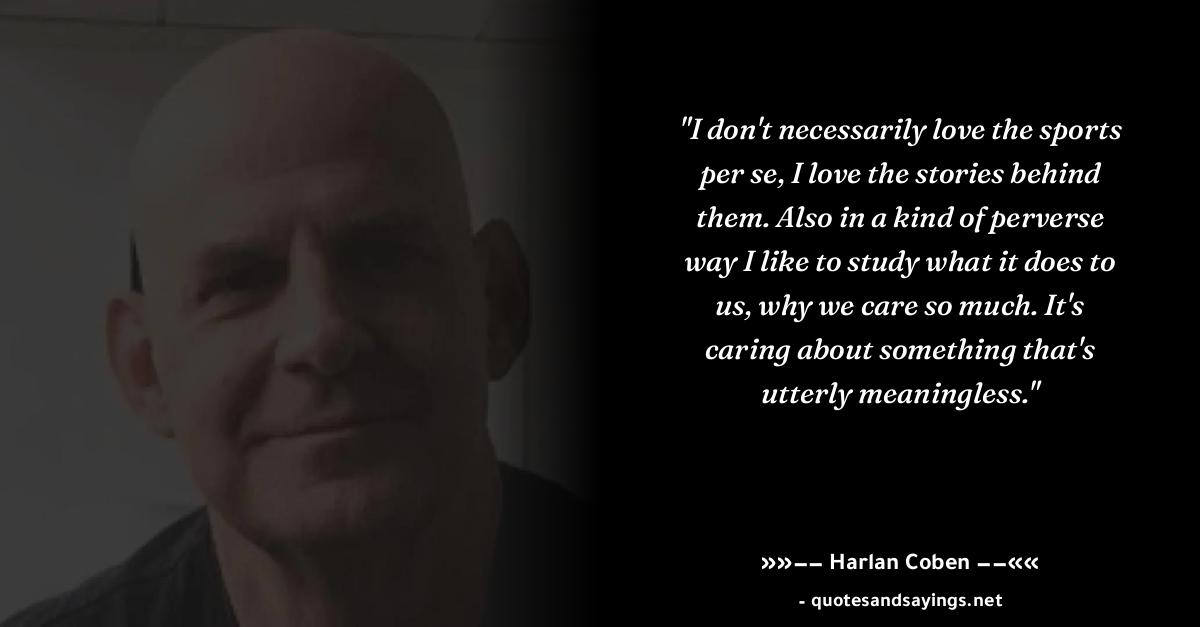 "I don't necessarily love the sports
per se, I love the stories behind
them. Also in a kind of perverse
way I like to study what it does to
us, why we care so much. It's
caring about something that's
utterly meaningless."
»»–– Harlan Coben ––««
- quotesandsayings.net